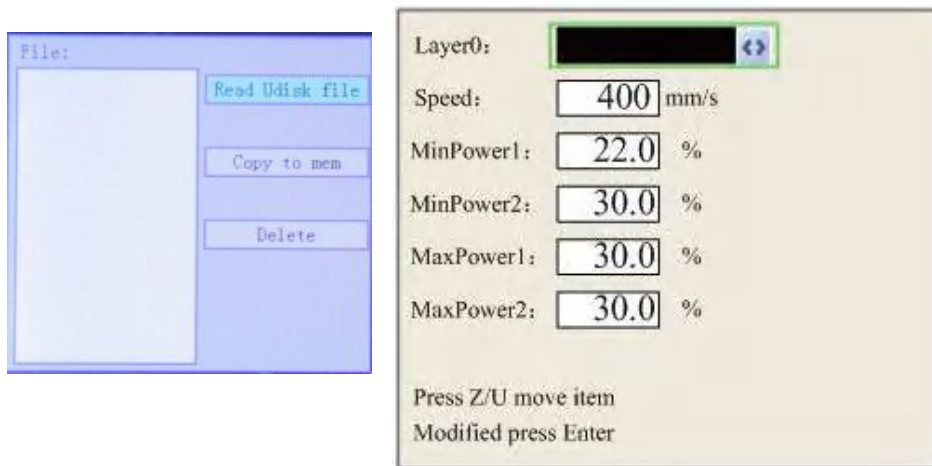 File:
Read Udisk file
Copy to mem
Delete
Layer0:
Speed: 400 mm/s
MinPower1: 22.0 %
MinPower2: 30.0 %
MaxPower1: 30.0 %
MaxPower2: 30.0 %
Press Z/U move item
Modified press Enter